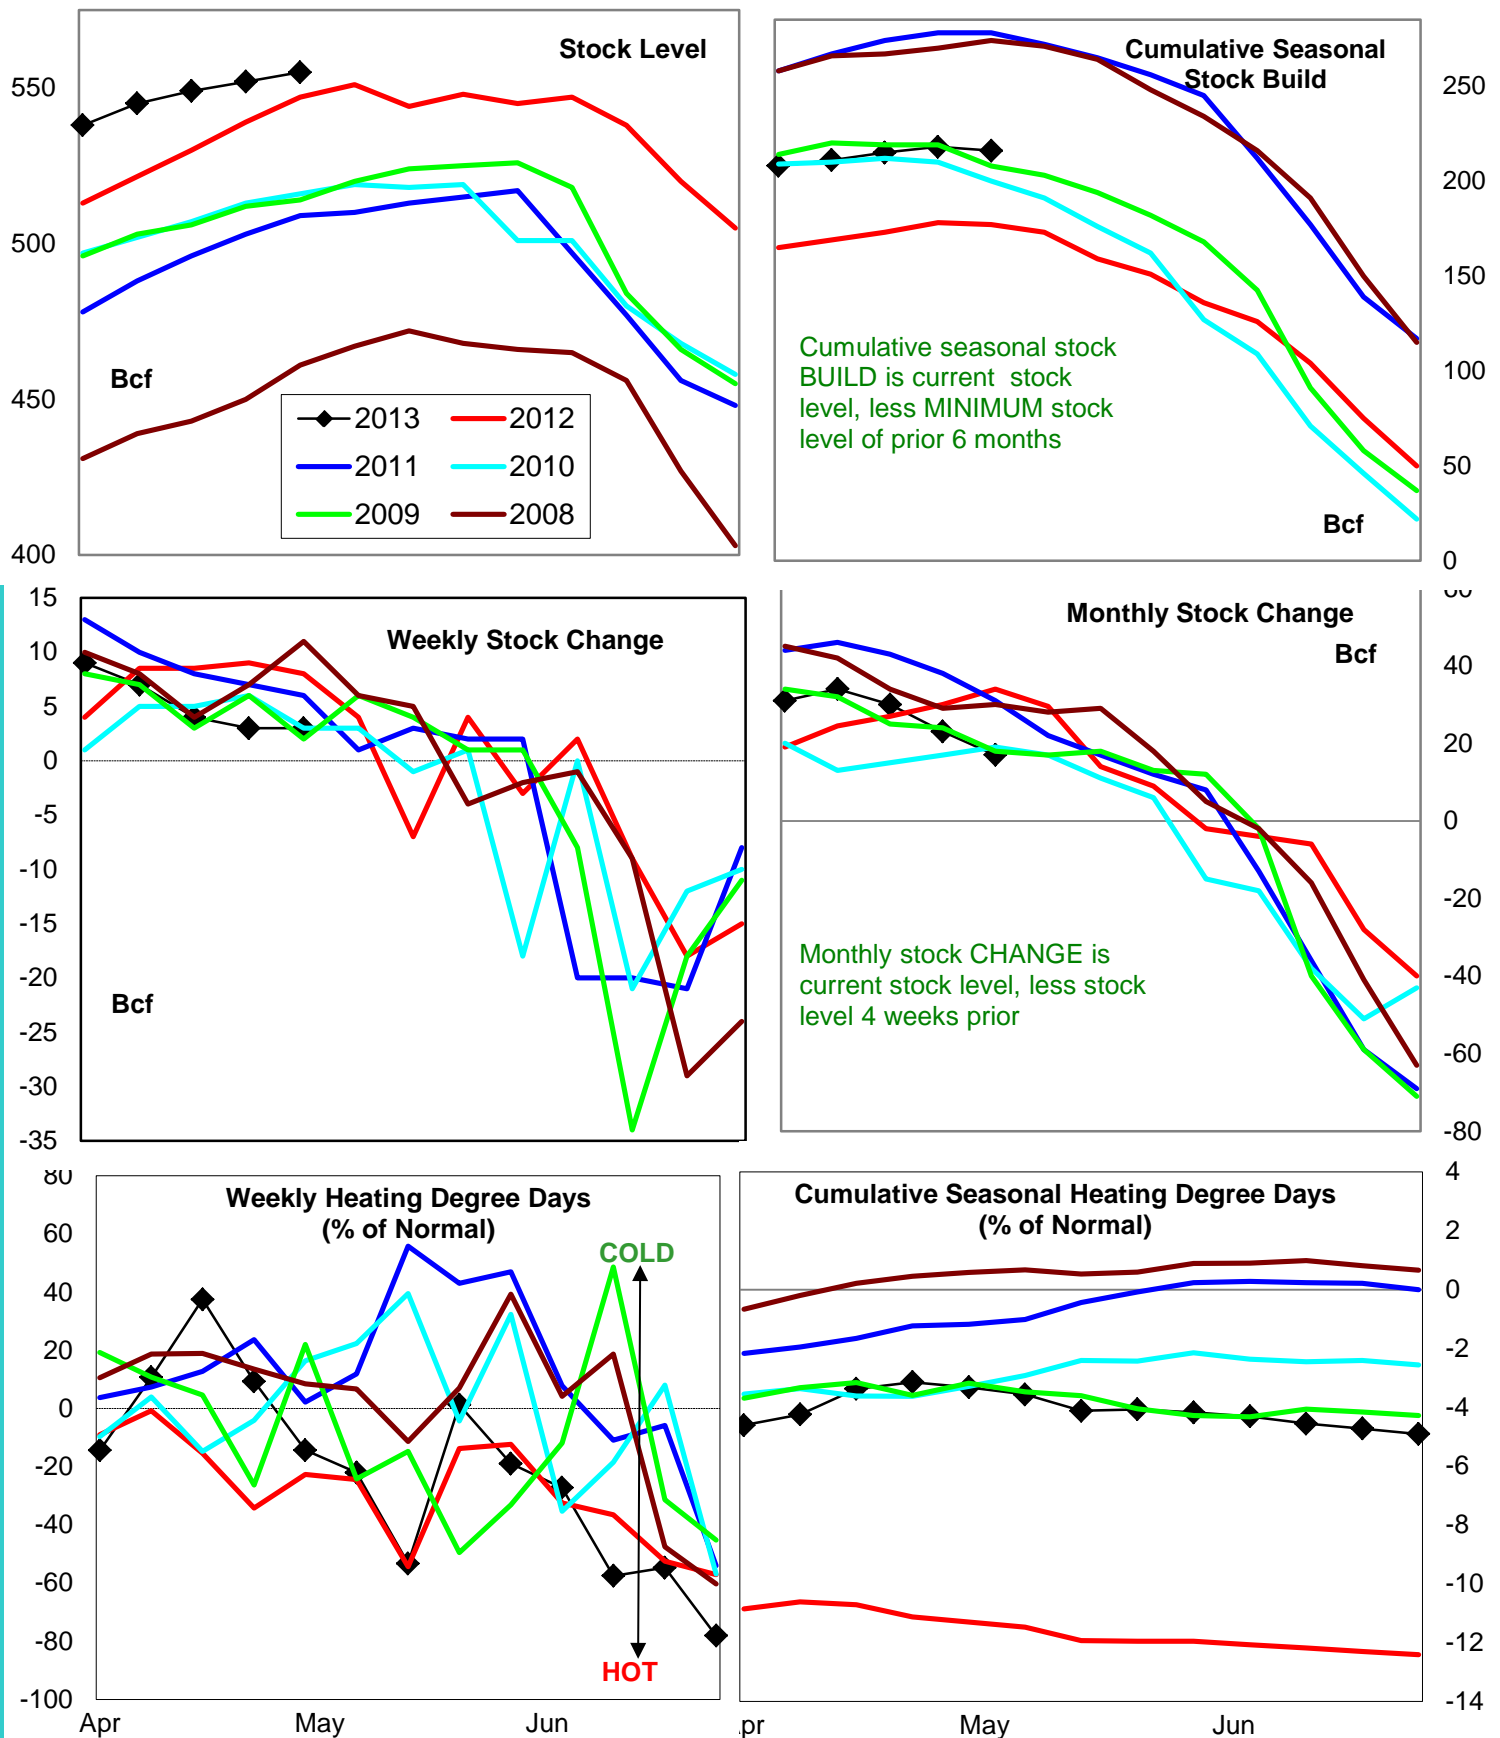 Stock Level
550
500
450
400
Bcf
2013
2012
2011
2010
2009
2008
Cumulative Seasonal
Stock Build
250
200
150
100
50
0
Cumulative seasonal stock
BUILD is current stock
level, less MINIMUM stock
level of prior 6 months
Bcf
Weekly Stock Change
15
10
5
0
-5
-10
-15
-20
-25
-30
-35
Bcf
Monthly Stock Change
Bcf
60
40
20
0
-20
-40
-60
-80
Monthly stock CHANGE is
current stock level, less stock
level 4 weeks prior
Weekly Heating Degree Days
(% of Normal)
80
60
40
20
0
-20
-40
-60
-80
-100
COLD
HOT
Apr
May
Jun
Cumulative Seasonal Heating Degree Days
(% of Normal)
4
2
0
-2
-4
-6
-8
-10
-12
-14
pr
May
Jun